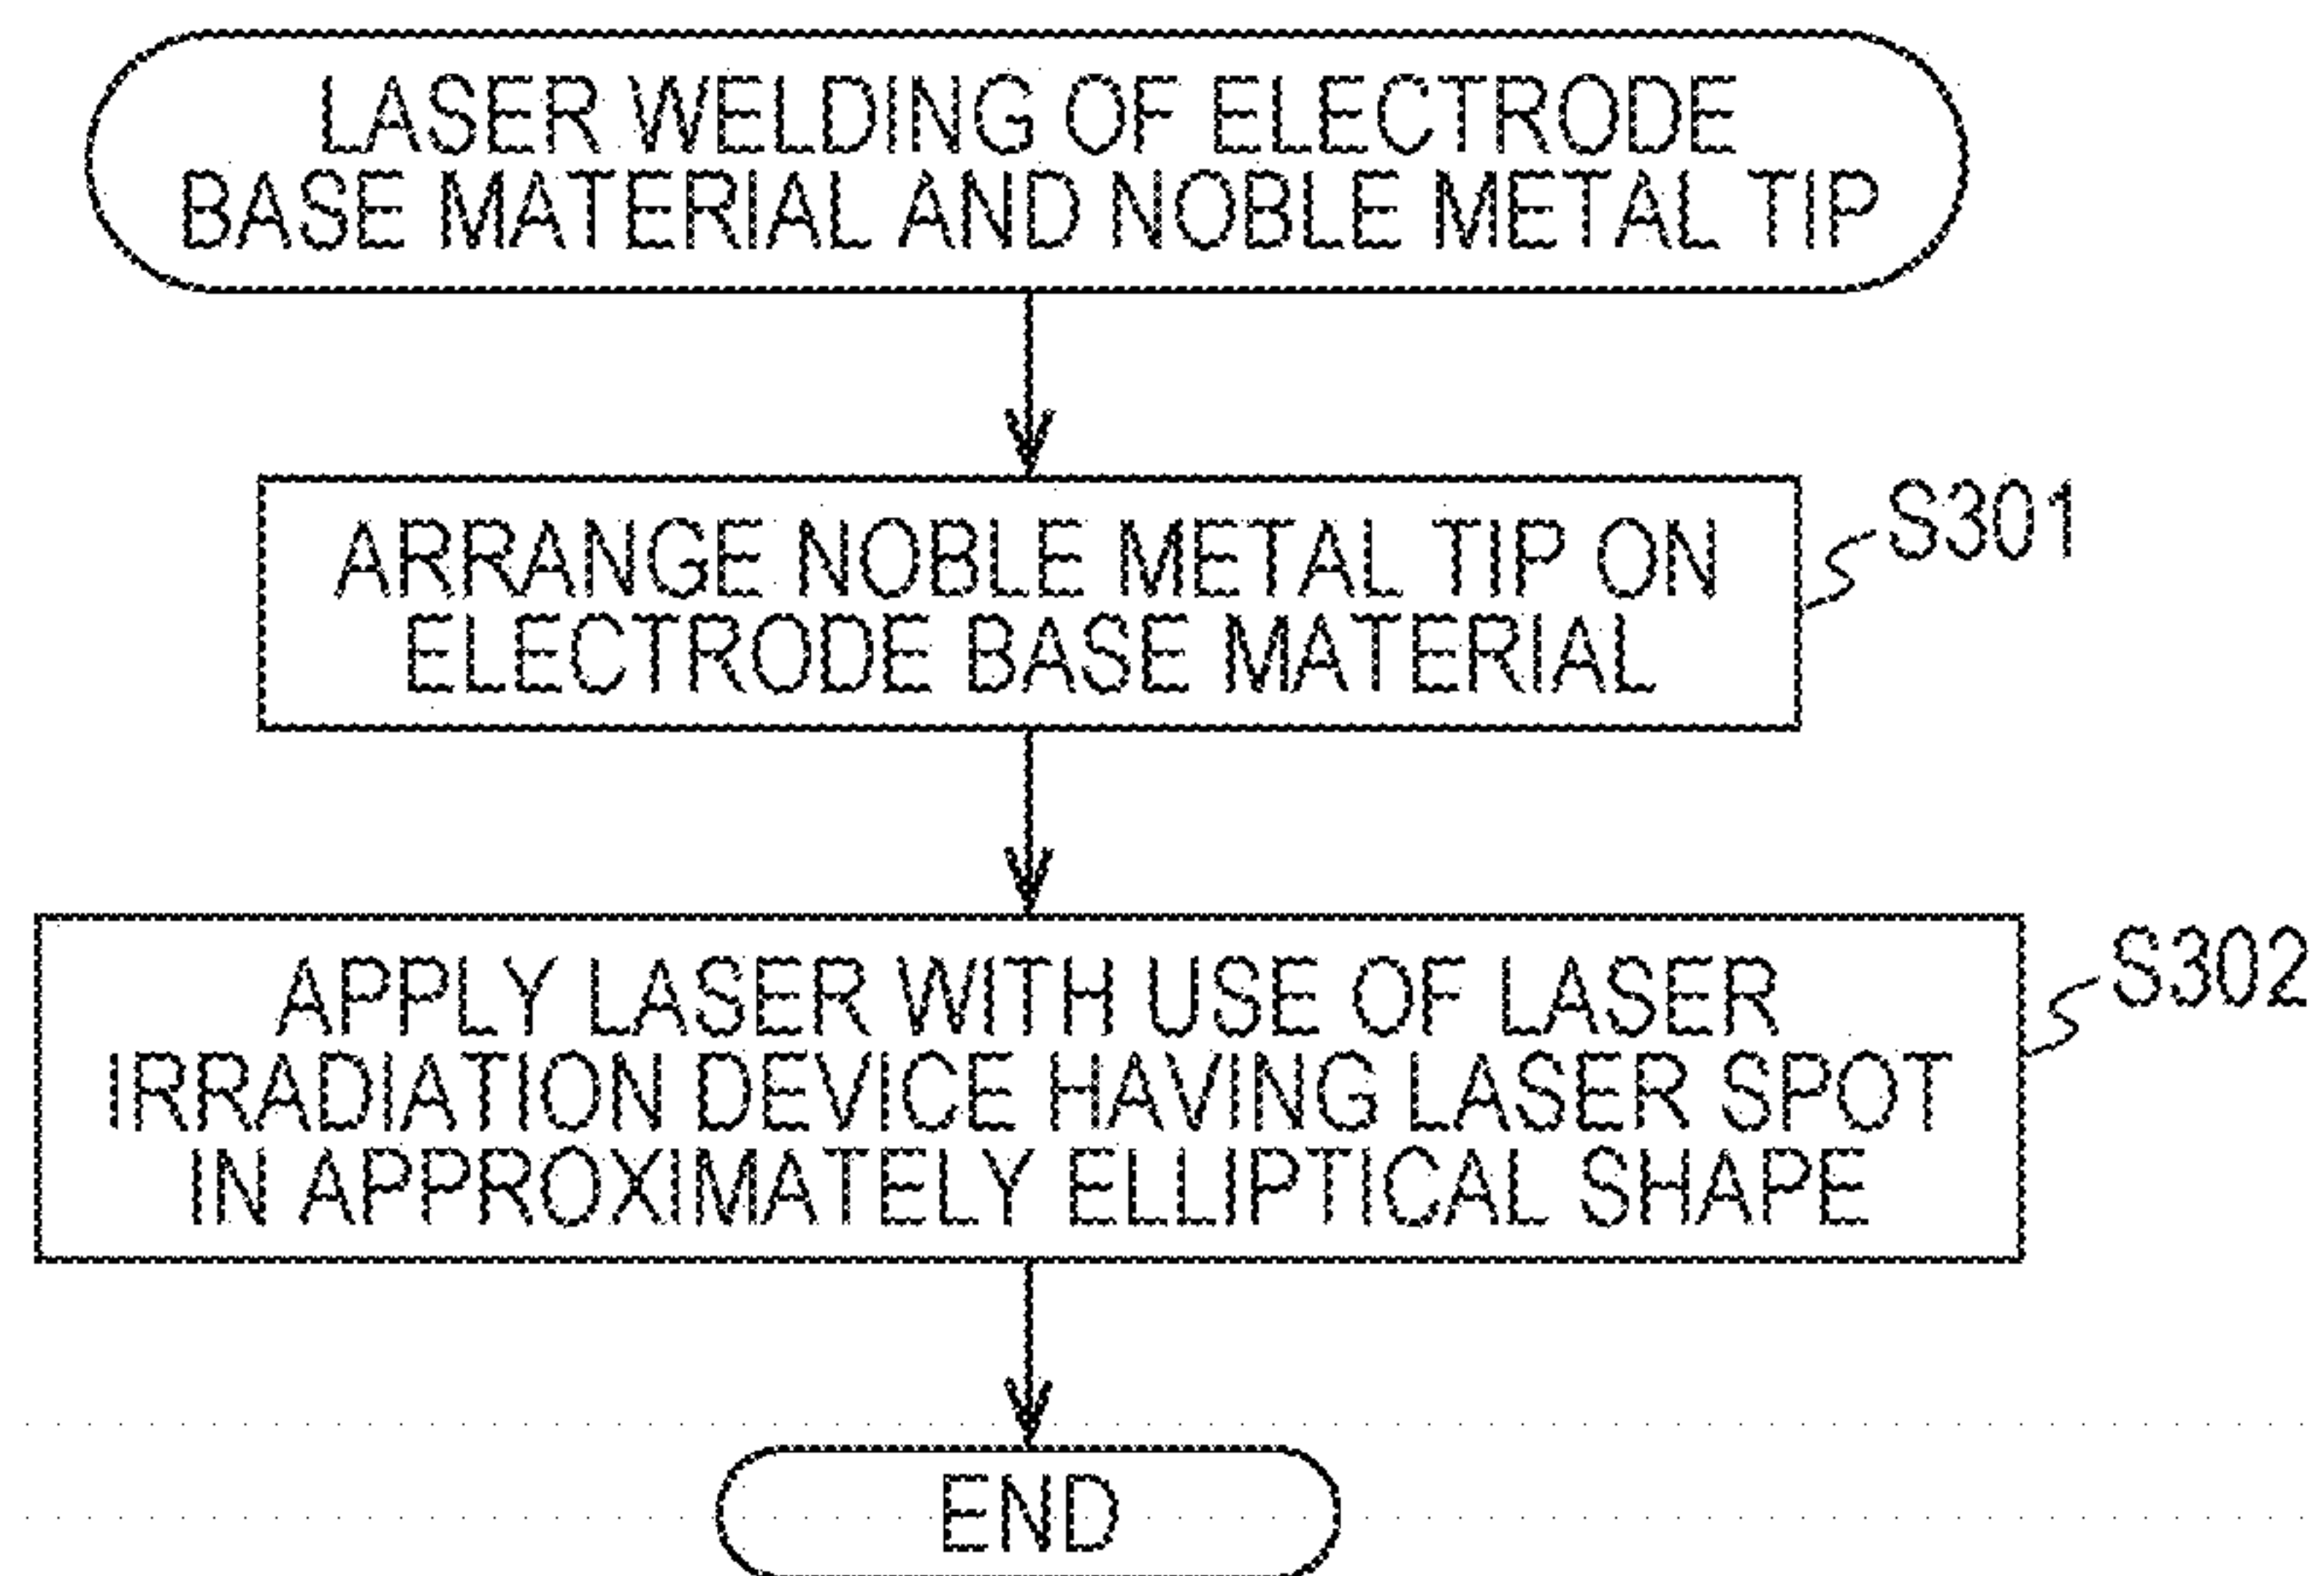 LASER WELDING OF ELECTRODE
BASE MATERIAL AND NOBLE METAL TIP
ARRANGE NOBLE METAL TIP ON
ELECTRODE BASE MATERIAL
S301
APPLY LASER WITH USE OF LASER
IRRADIATION DEVICE HAVING LASER SPOT
IN APPROXIMATELY ELLIPTICAL SHAPE
S302
END